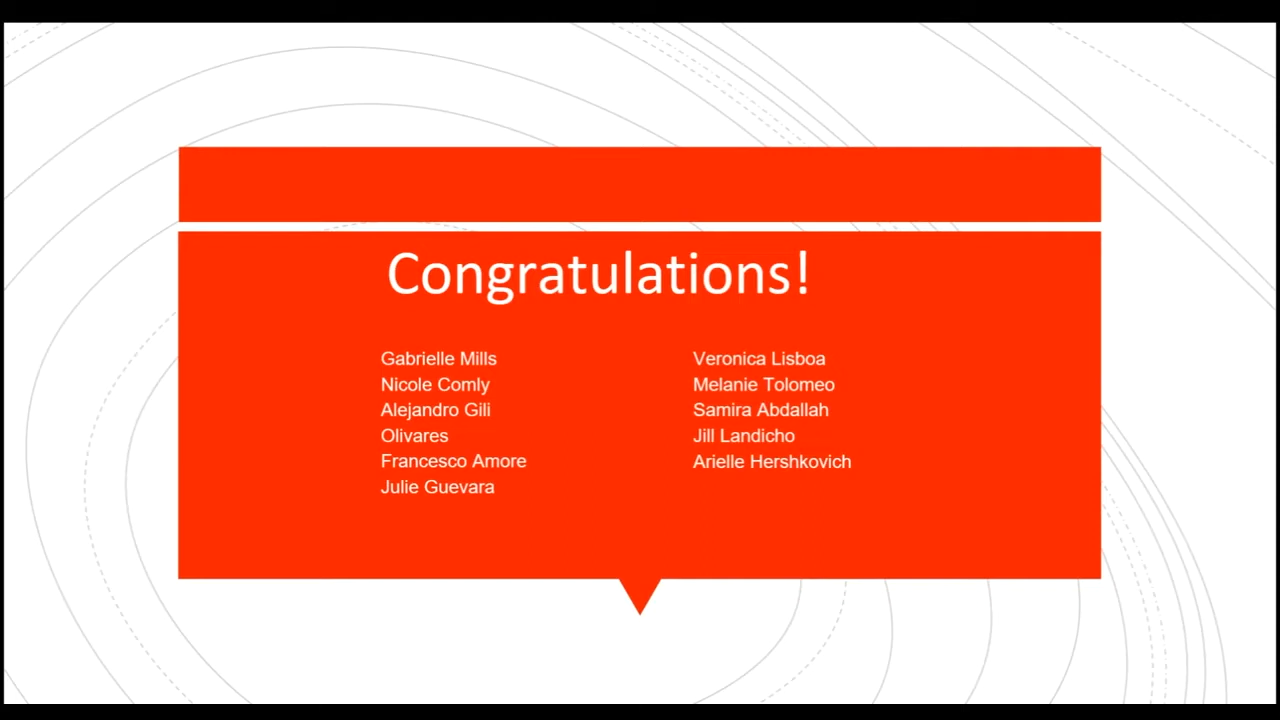 Congratulations!
Gabrielle Mills
Nicole Comly
Alejandro Gili
Olivares
Francesco Amore
Julie Guevara
Veronica Lisboa
Melanie Tolomeo
Samira Abdallah
Jill Landicho
Arielle Hershkovich